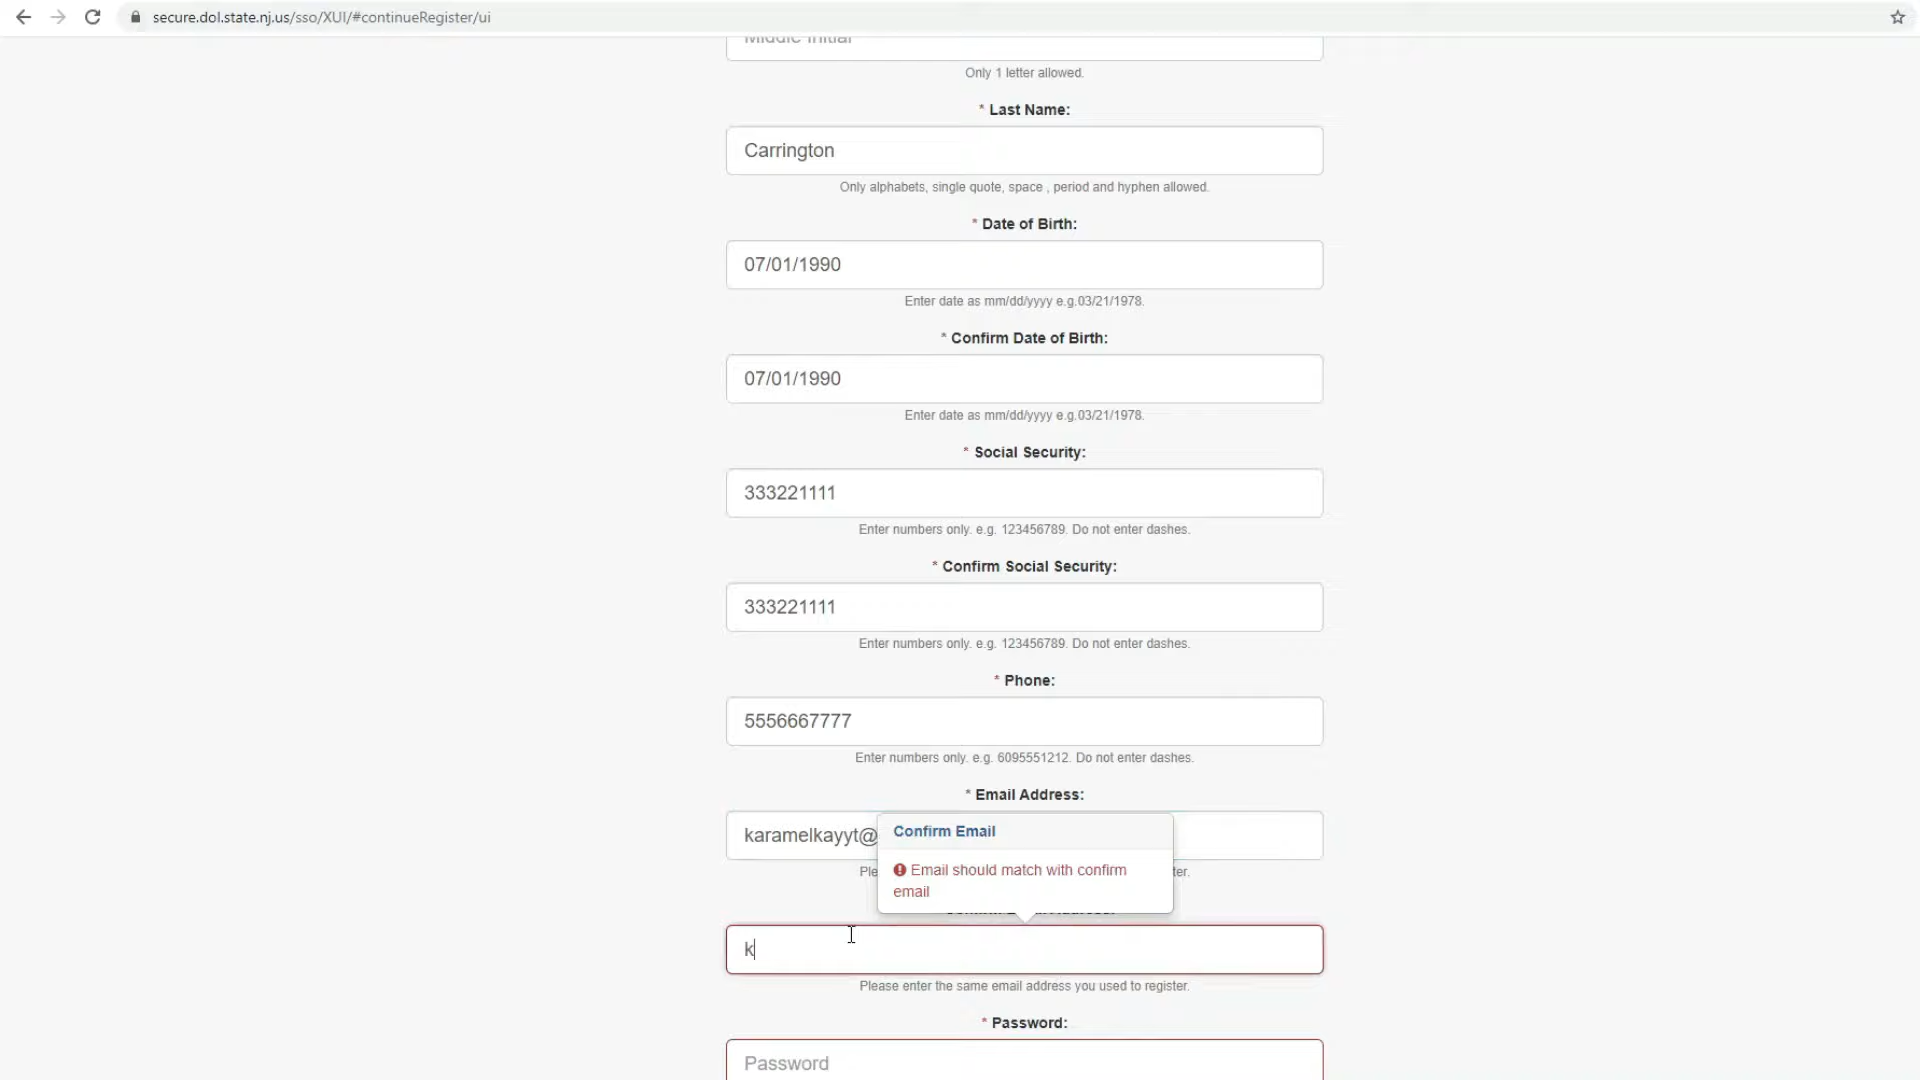 secure.dol.state.nj.us/sso/XUI/#continueRegister/ui
Middle Initial
Only 1 letter allowed.
* Last Name:
Carrington
Only alphabets, single quote, space , period and hyphen allowed.
* Date of Birth:
07/01/1990
Enter date as mm/dd/yyyy e.g.03/21/1978.
* Confirm Date of Birth:
07/01/1990
Enter date as mm/dd/yyyy e.g.03/21/1978.
* Social Security:
333221111
Enter numbers only. e.g. 123456789. Do not enter dashes.
* Confirm Social Security:
333221111
Enter numbers only. e.g. 123456789. Do not enter dashes.
* Phone:
5556667777
Enter numbers only. e.g. 6095551212. Do not enter dashes.
* Email Address:
karamelkayyt@
Confirm Email
Email should match with confirm
email
k
Please enter the same email address you used to register.
* Password:
Password